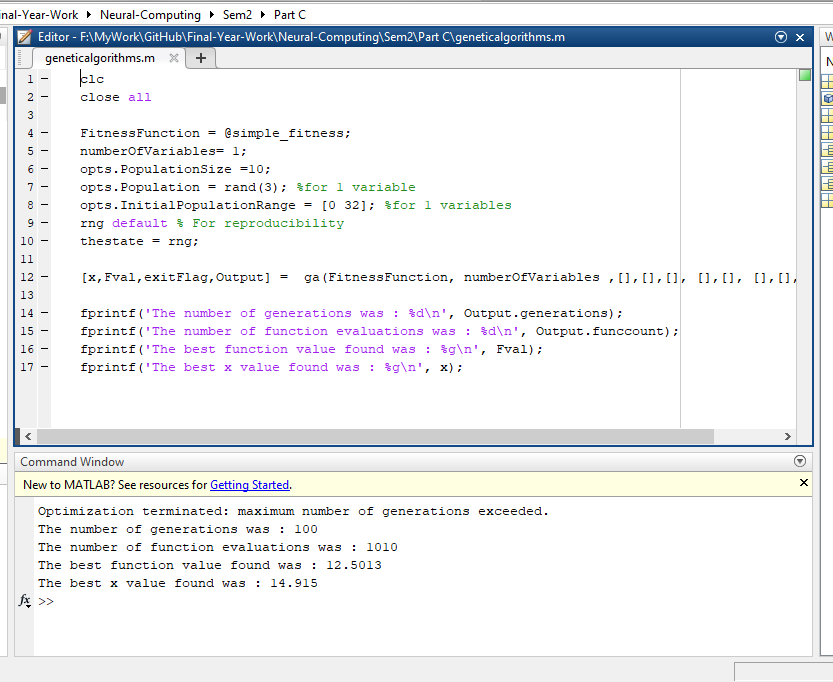 inal-Year-Work ▸ Neural-Computing ▸ Sem2 ▸ Part C
Editor - F:\MyWork\GitHub\Final-Year-Work\Neural-Computing\Sem2\Part C\geneticalgorithms.m
W
geneticalgorithms.m × +
N
1 - clc
2 - close all
3
4 - FitnessFunction = @simple_fitness;
5 - numberOfVariables= 1;
6 - opts.PopulationSize =10;
7 - opts.Population = rand(3); %for 1 variable
8 - opts.InitialPopulationRange = [0 32]; %for 1 variables
9 - rng default % For reproducibility
10 - thestate = rng;
11
12 - [x,Fval,exitFlag,Output] =  ga(FitnessFunction, numberOfVariables ,[],[],[], [],[], [],[],
13
14 - fprintf('The number of generations was : %d\n', Output.generations);
15 - fprintf('The number of function evaluations was : %d\n', Output.funccount);
16 - fprintf('The best function value found was : %g\n', Fval);
17 - fprintf('The best x value found was : %g\n', x);
Command Window
New to MATLAB? See resources for Getting Started.
Optimization terminated: maximum number of generations exceeded.
The number of generations was : 100
The number of function evaluations was : 1010
The best function value found was : 12.5013
The best x value found was : 14.915
fx >>